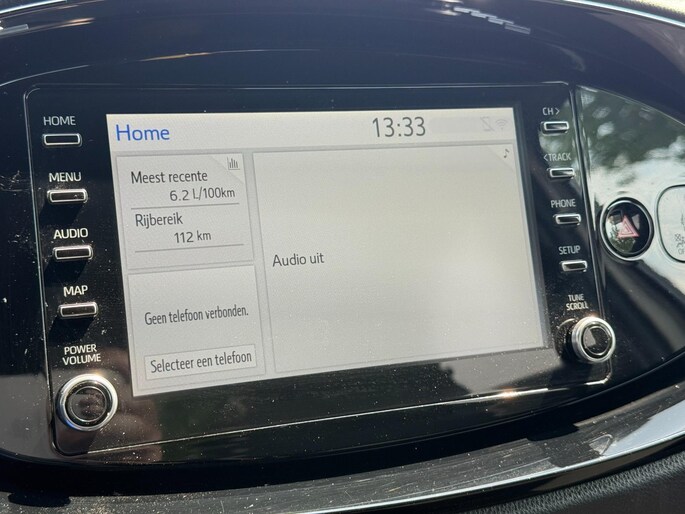 HOME
MENU
AUDIO
MAP
POWER
VOLUME
Home
13:33
Meest recente
6.2 L/100km
Rijbereik
112 km
Geen telefoon verbonden.
Selecteer een telefoon
Audio uit
CH >
<TRACK
PHONE
SETUP
TUNE
SCROLL